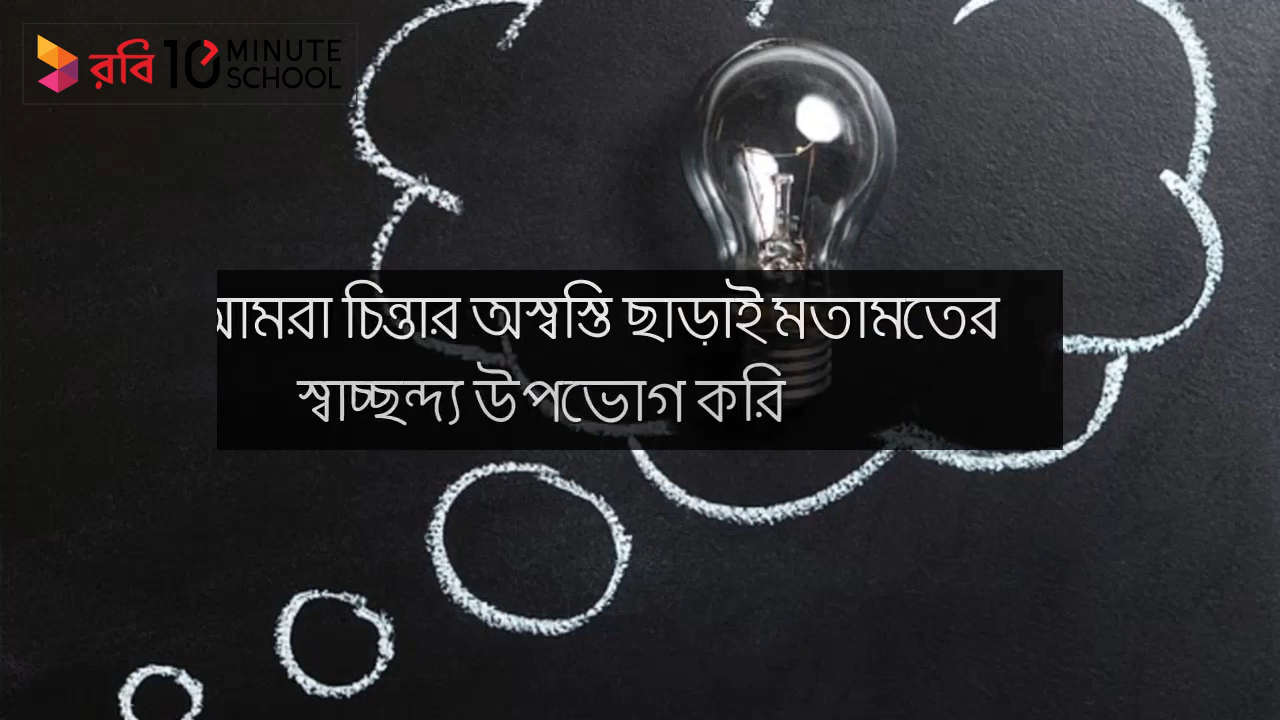 রবি 10 MINUTE
SCHOOL
আমরা চিন্তার অস্বস্তি ছাড়াই মতামতের
স্বাচ্ছন্দ্য উপভোগ করি